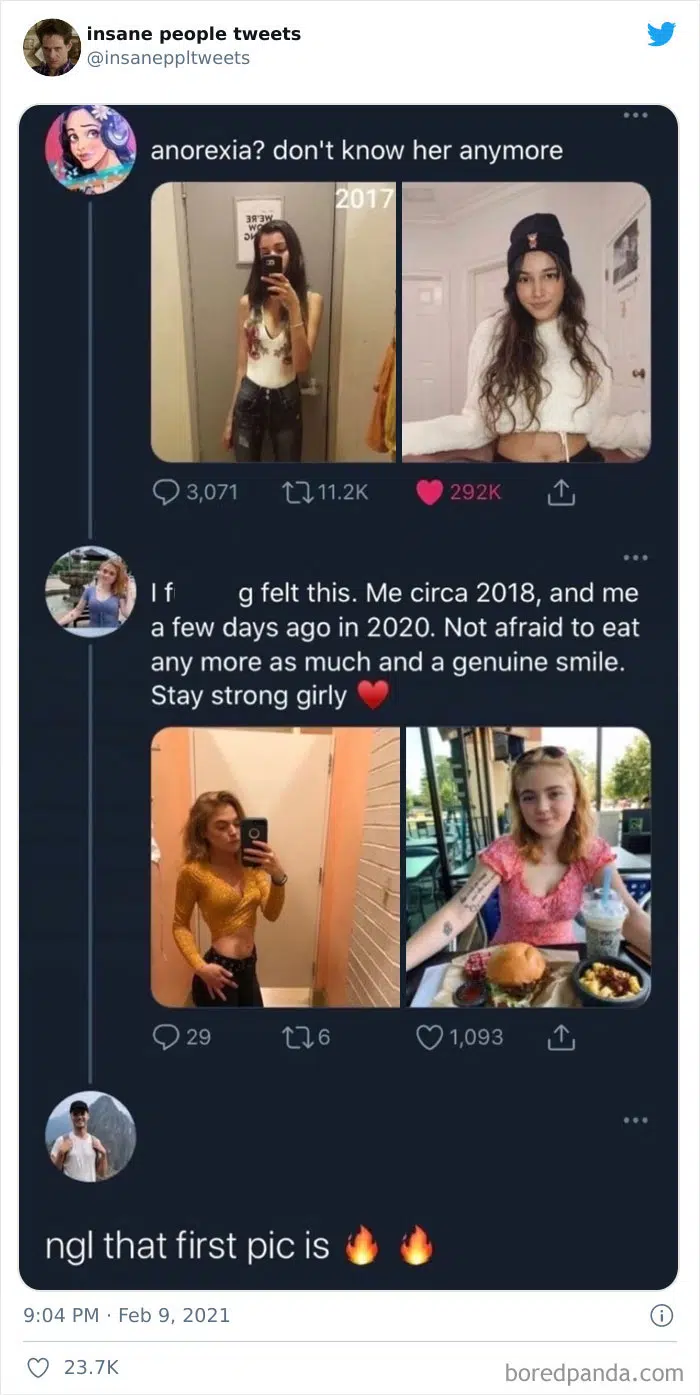 insane people tweets
@insaneppltweets
anorexia? don't know her anymore
2017
WE'RE
3,071
11.2K
292K
I f g felt this. Me circa 2018, and me
a few days ago in 2020. Not afraid to eat
any more as much and a genuine smile.
Stay strong girly ♥️
29
6
1,093
ngl that first pic is 🔥 🔥
9:04 PM · Feb 9, 2021
23.7K
boredpanda.com